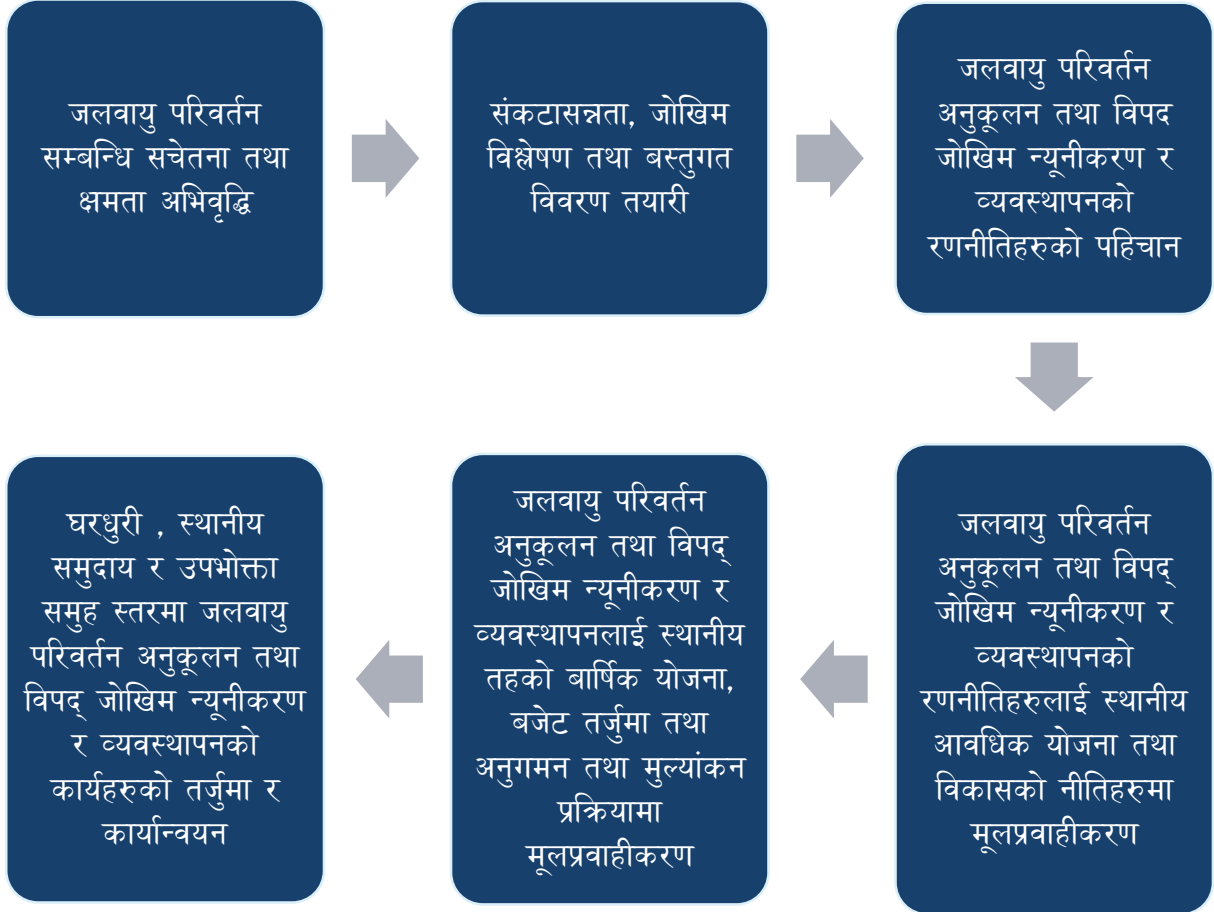 जलवायु परिवर्तन
सम्बन्धि सचेतना तथा
क्षमता अभिवृद्धि
संकटासन्नता, जोखिम
विश्लेषण तथा बस्तुगत
विवरण तयारी
जलवायु परिवर्तन
अनुकूलन तथा विपद
जोखिम न्यूनीकरण र
व्यवस्थापनको
रणनीतिहरुको पहिचान
जलवायु परिवर्तन
अनुकूलन तथा विपद्
जोखिम न्यूनीकरण र
व्यवस्थापनको
रणनीतिहरुलाई स्थानीय
आवधिक योजना तथा
विकासको नीतिहरुमा
मूलप्रवाहीकरण
जलवायु परिवर्तन
अनुकूलन तथा विपद्
जोखिम न्यूनीकरण र
व्यवस्थापनलाई स्थानीय
तहको बार्षिक योजना,
बजेट तर्जुमा तथा
अनुगमन तथा मुल्यांकन
प्रक्रियामा
मूलप्रवाहीकरण
घरधुरी , स्थानीय
समुदाय र उपभोक्ता
समुह स्तरमा जलवायु
परिवर्तन अनुकूलन तथा
विपद् जोखिम न्यूनीकरण
र व्यवस्थापनको
कार्यहरुको तर्जुमा र
कार्यान्वयन